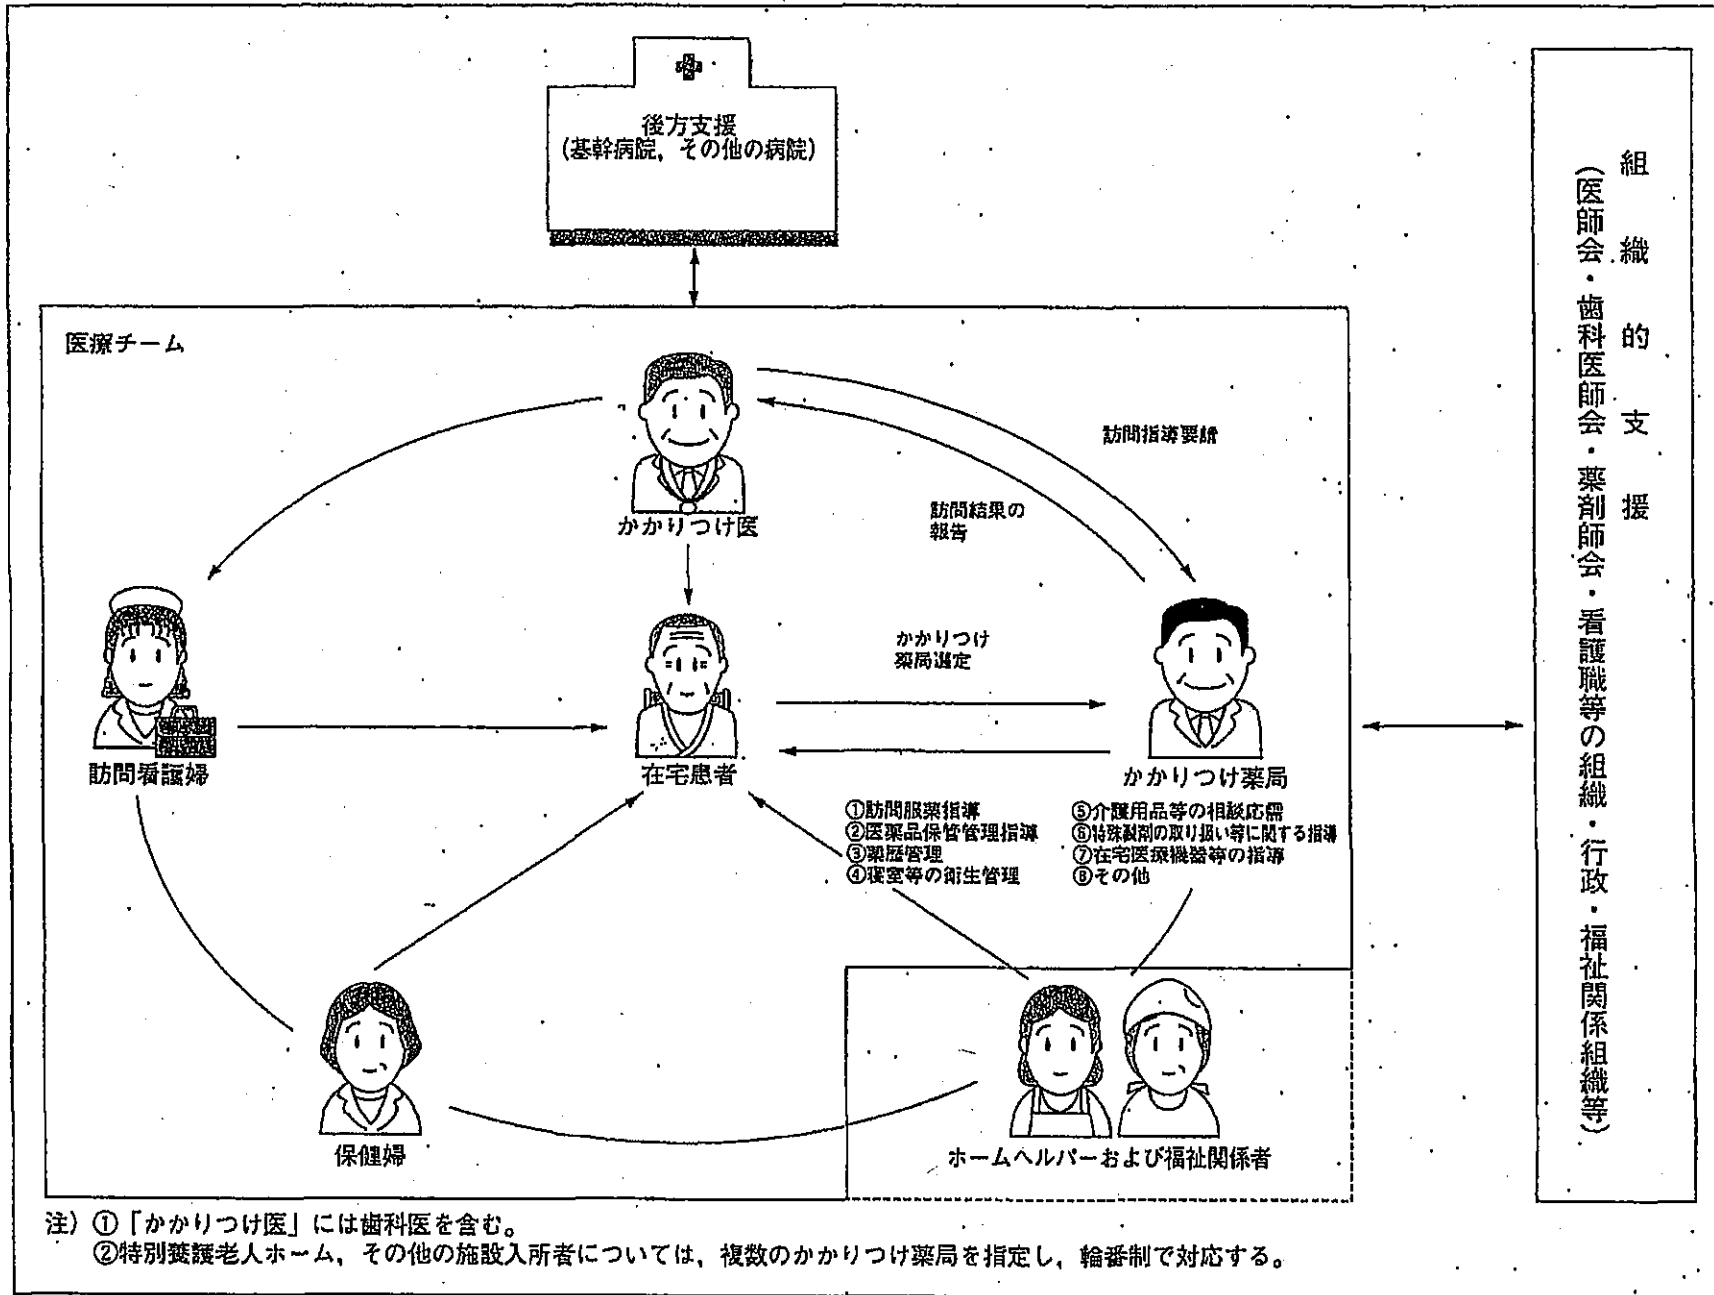 後方支援
(基幹病院，その他の病院)
医療チーム
訪問指導要請
訪問結果の
報告
かかりつけ医
かかりつけ
薬局選定
訪問看護婦
在宅患者
かかりつけ薬局
①訪問服薬指導
②医薬品保管管理指導
③薬歴管理
④寝室等の衛生管理
⑤介護用品等の相談応需
⑥特殊製剤の取り扱い等に関する指導
⑦在宅医療機器等の指導
⑧その他
保健婦
ホームヘルパーおよび福祉関係者
組織的支援
(医師会・歯科医師会・薬剤師会・看護職等の組織・行政・福祉関係組織等)
注) ①「かかりつけ医」には歯科医を含む。
②特別養護老人ホーム，その他の施設入所者については，複数のかかりつけ薬局を指定し，輪番制で対応する。